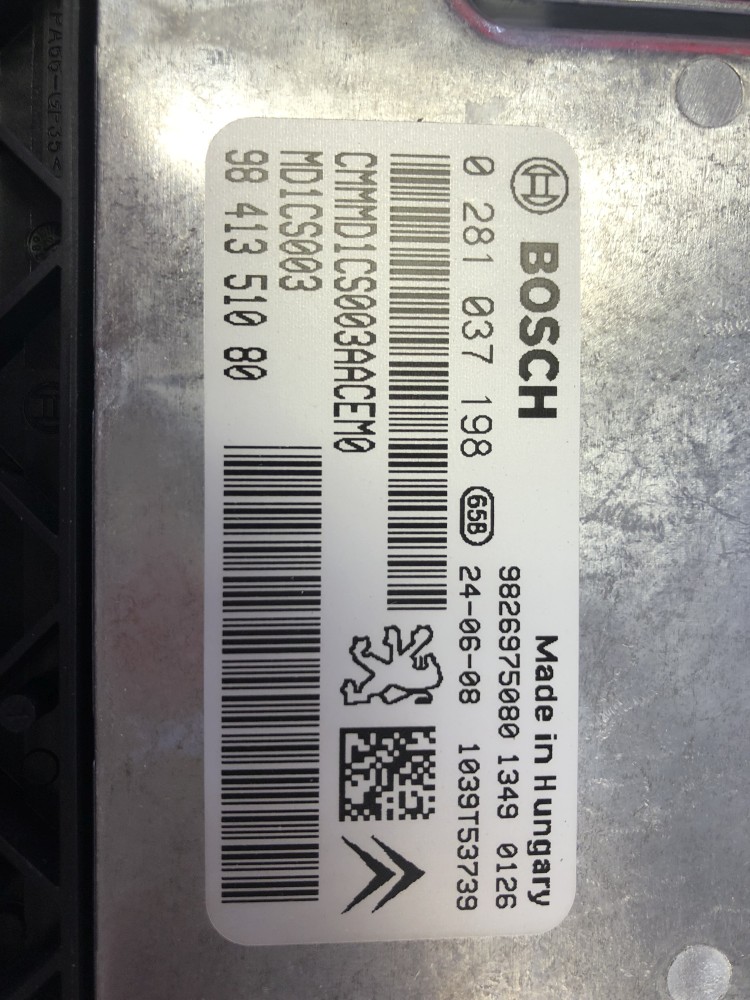 BOSCH
Made in Hungary
9826975080 1349 0126
0 281 037 198 65B 24-06-08 1039T53739
CMMMD1CS003AACEM0
MD1CS003
98 413 510 80